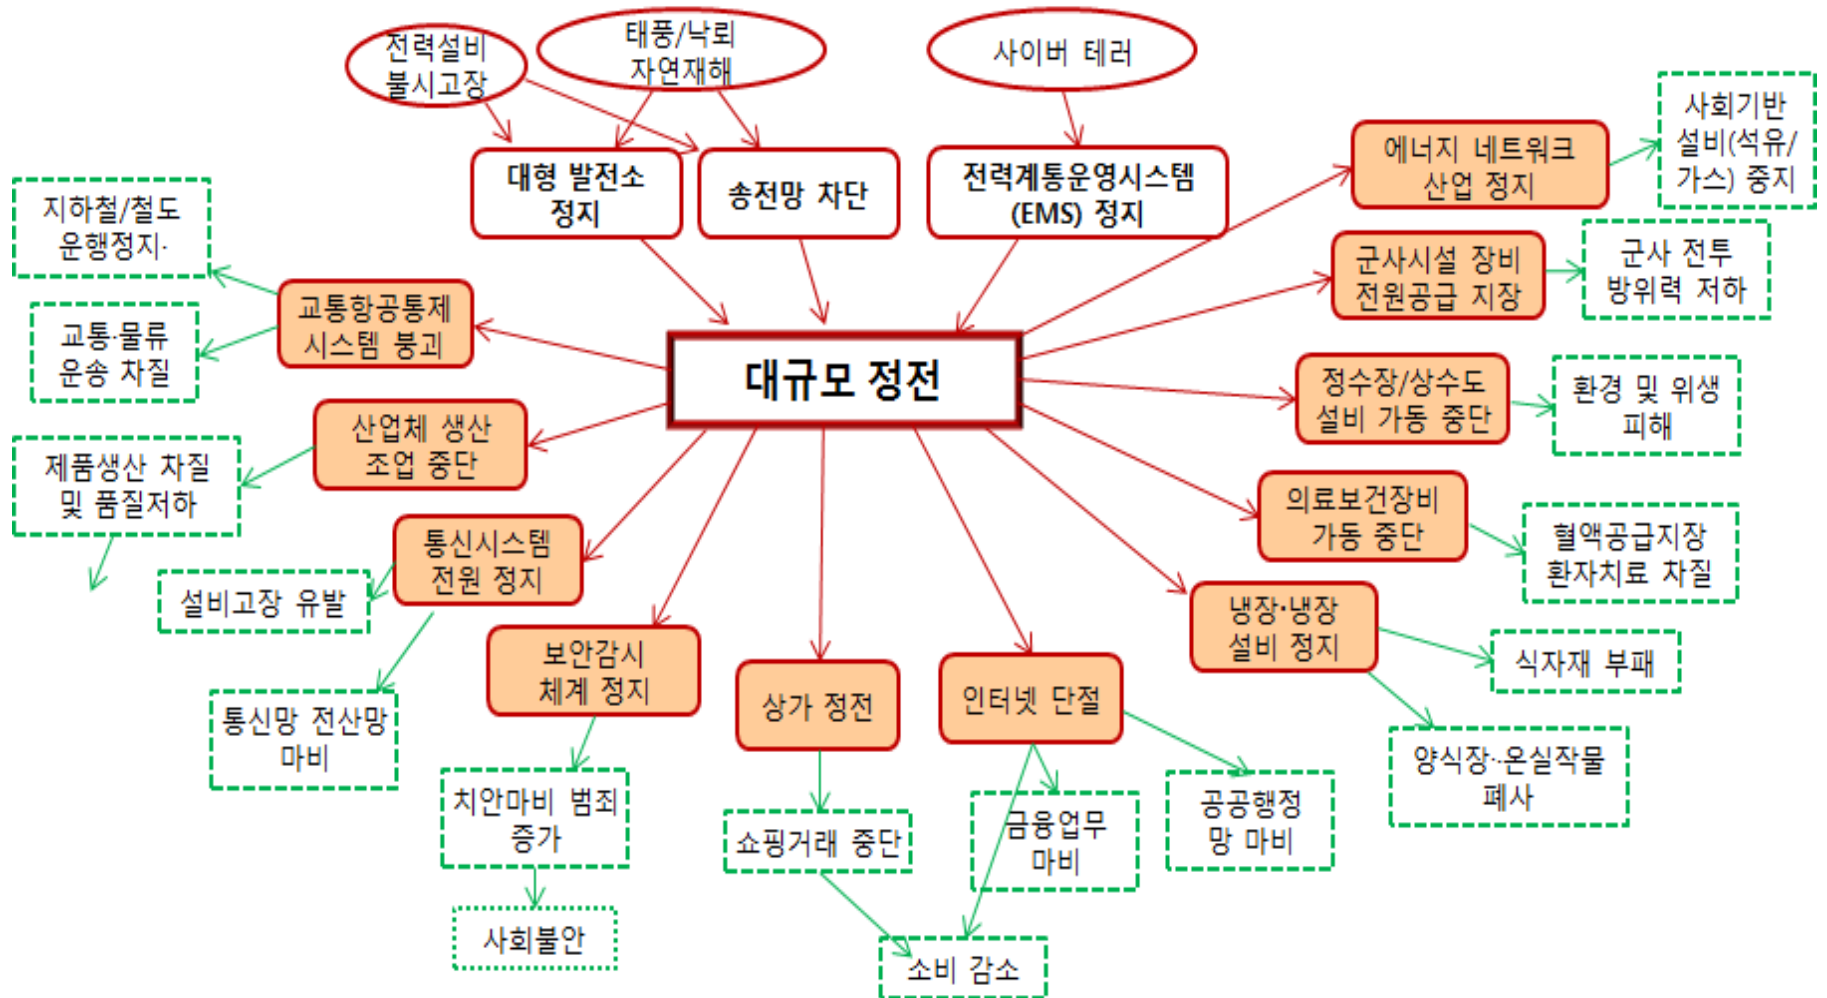 전력설비
불시고장
태풍/낙뢰
자연재해
사이버 테러
대형 발전소
정지
송전망 차단
전력계통운영시스템
(EMS) 정지
에너지 네트워크
산업 정지
사회기반
설비(석유/
가스) 중지
지하철/철도
운행정지·
군사시설 장비
전원공급 지장
군사 전투
방위력 저하
교통항공통제
시스템 붕괴
교통·물류
운송 차질
대규모 정전
정수장/상수도
설비 가동 중단
환경 및 위생
피해
산업체 생산
조업 중단
제품생산 차질
및 품질저하
의료보건장비
가동 중단
혈액공급지장
환자치료 차질
통신시스템
전원 정지
설비고장 유발
냉장·냉장
설비 정지
식자재 부패
보안감시
체계 정지
상가 정전
인터넷 단절
통신망 전산망
마비
양식장··온실작물
폐사
치안마비 범죄
증가
쇼핑거래 중단
금융업무
마비
공공행정
망 마비
사회불안
소비 감소